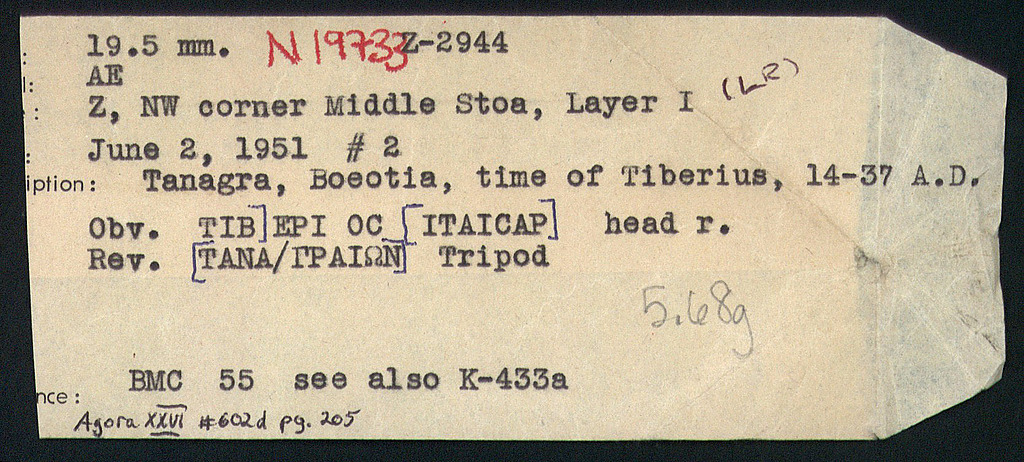 : 19.5 mm. N19733 Z-2944
: AE
: Z, NW corner Middle Stoa, Layer I (LR)
: June 2, 1951 # 2
iption: Tanagra, Boeotia, time of Tiberius, 14-37 A.D.
Obv. TIB]EPI OC [ITAICAP] head r.
Rev. [TANA/ΓPAIΩN] Tripod
5.68g
BMC 55 see also K-433a
nce:
Agora XXVI #602d pg. 205